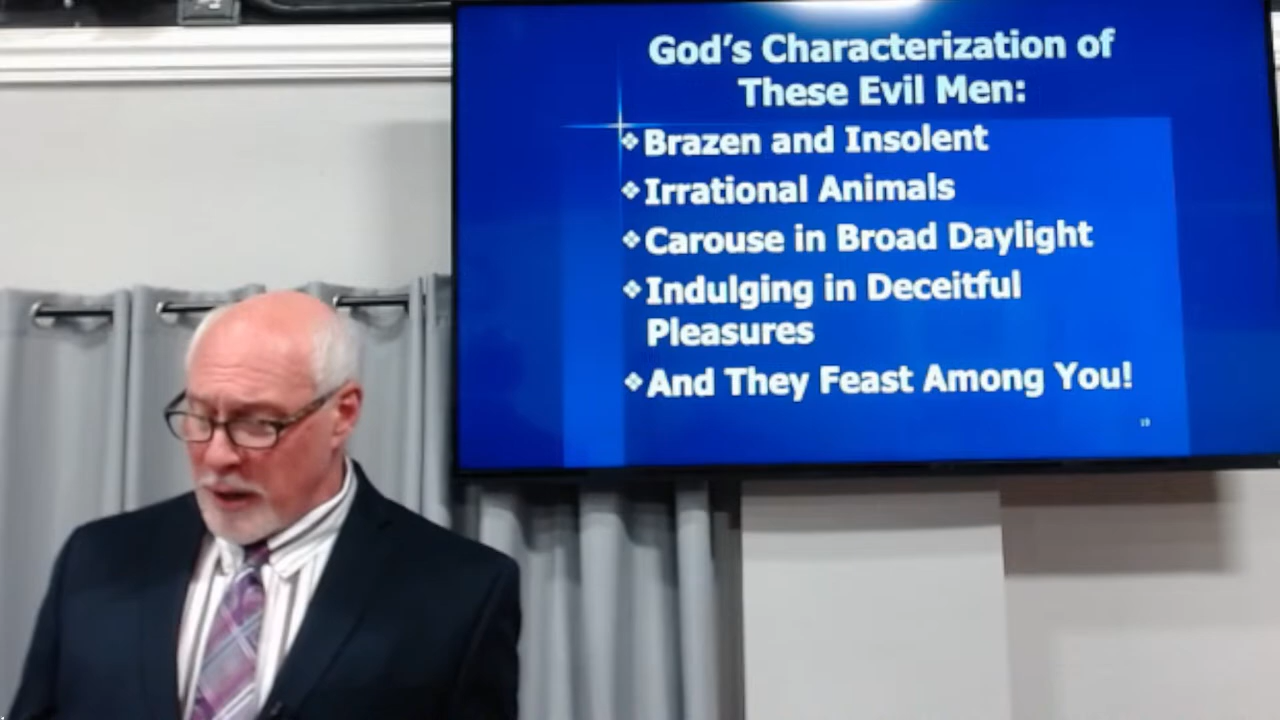 God's Characterization of
These Evil Men:
❖Brazen and Insolent
❖Irrational Animals
❖Carouse in Broad Daylight
❖Indulging in Deceitful
Pleasures
❖And They Feast Among You!